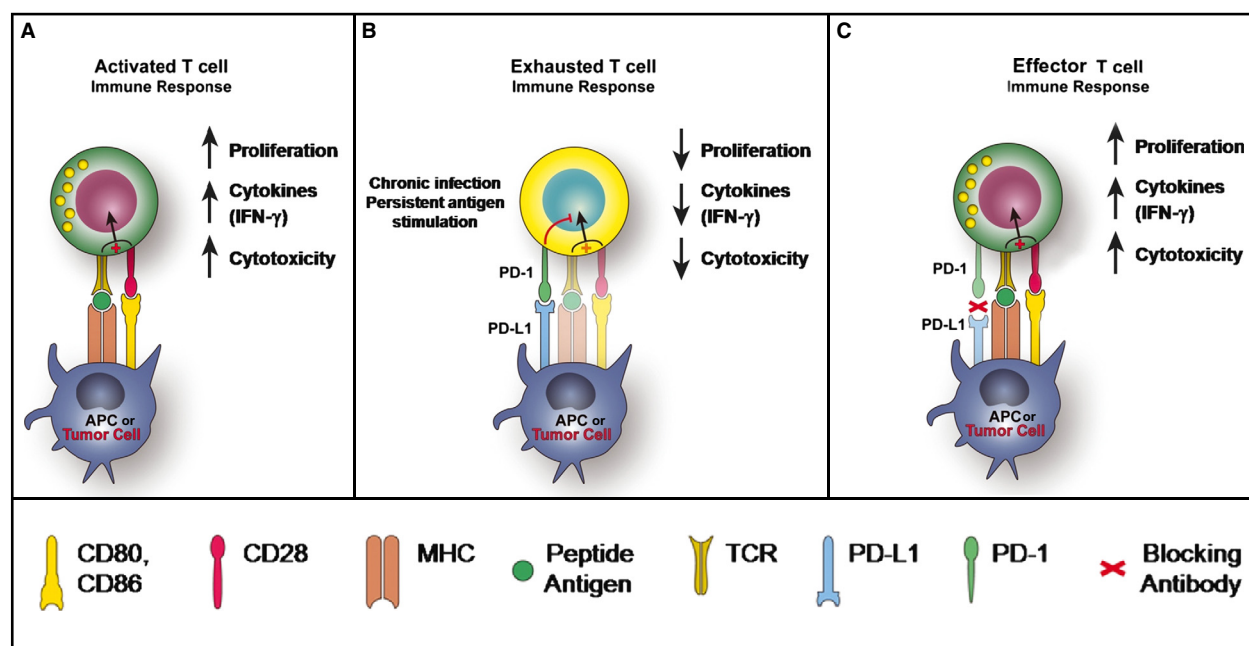 A
Activated T cell
Immune Response
Proliferation
Cytokines
(IFN-γ)
Cytotoxicity
APC or
Tumor Cell
B
Exhausted T cell
Immune Response
Chronic infection
Persistent antigen
stimulation
Proliferation
Cytokines
(IFN-γ)
Cytotoxicity
PD-1
PD-L1
APC or
Tumor Cell
C
Effector T cell
Immune Response
Proliferation
Cytokines
(IFN-γ)
Cytotoxicity
PD-1
PD-L1
APC or
Tumor Cell
CD80,
CD86
CD28
MHC
Peptide
Antigen
TCR
PD-L1
PD-1
Blocking
Antibody